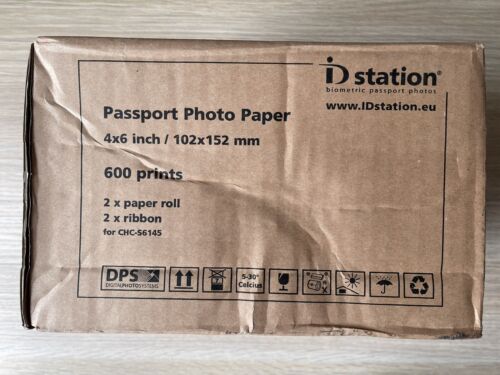 iD station®
biometric passport photos
www.IDstation.eu
Passport Photo Paper
4x6 inch / 102x152 mm
600 prints
2 x paper roll
2 x ribbon
for CHC-S6145
DPS
DIGITALPHOTOSYSTEMS
5-30°
Celcius